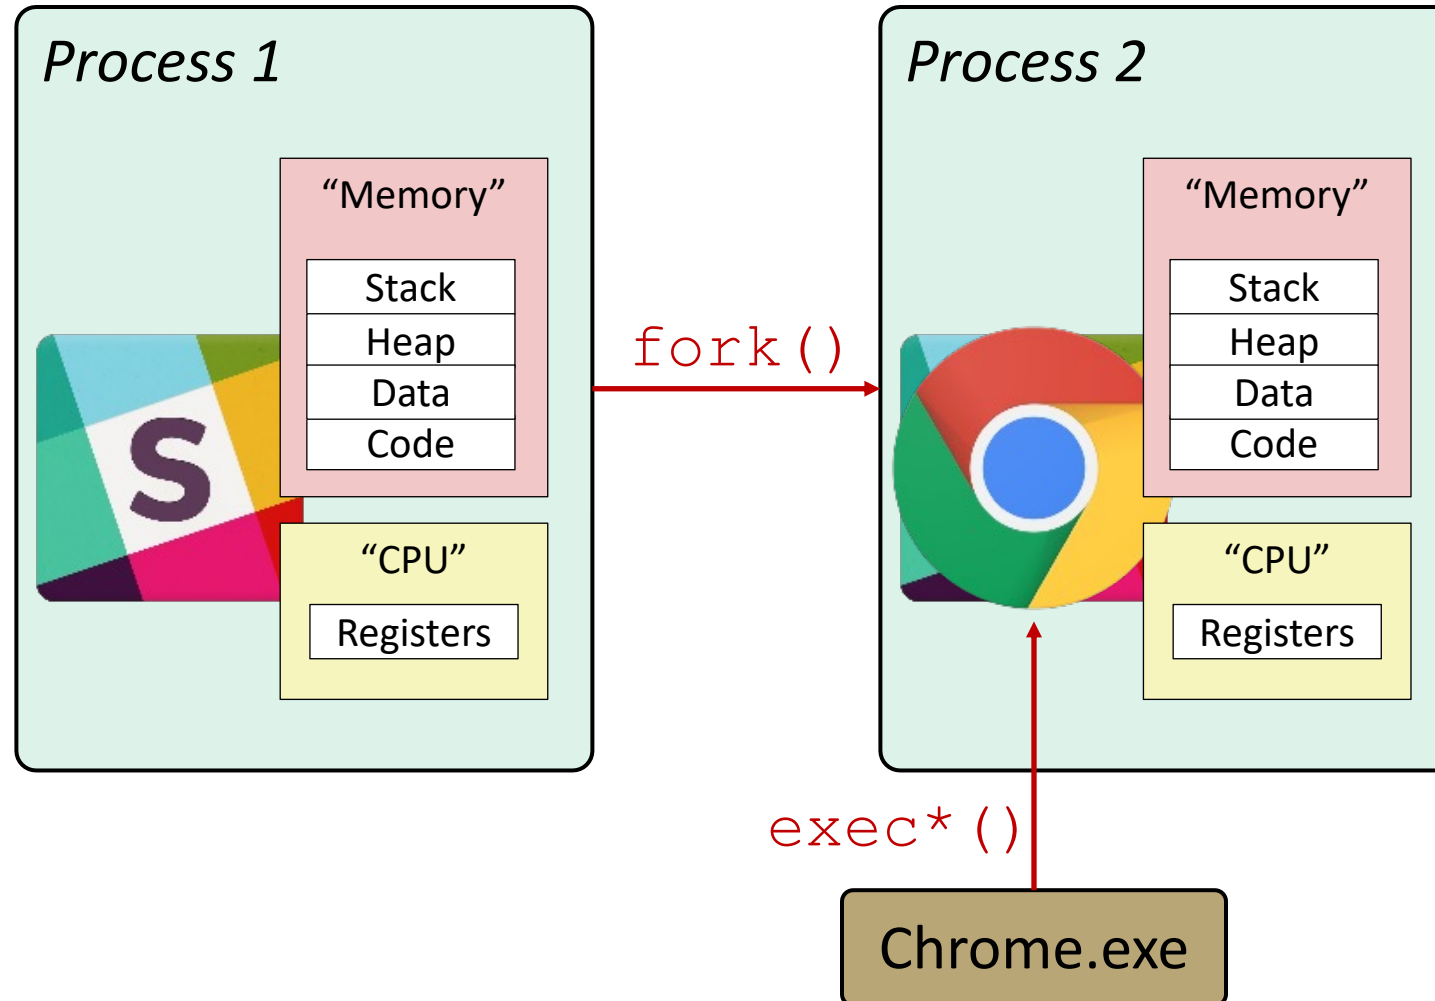 Process 1
“Memory”
Stack
Heap
Data
Code
S
“CPU”
Registers
fork()
Process 2
“Memory”
Stack
Heap
Data
Code
“CPU”
Registers
exec*()
Chrome.exe